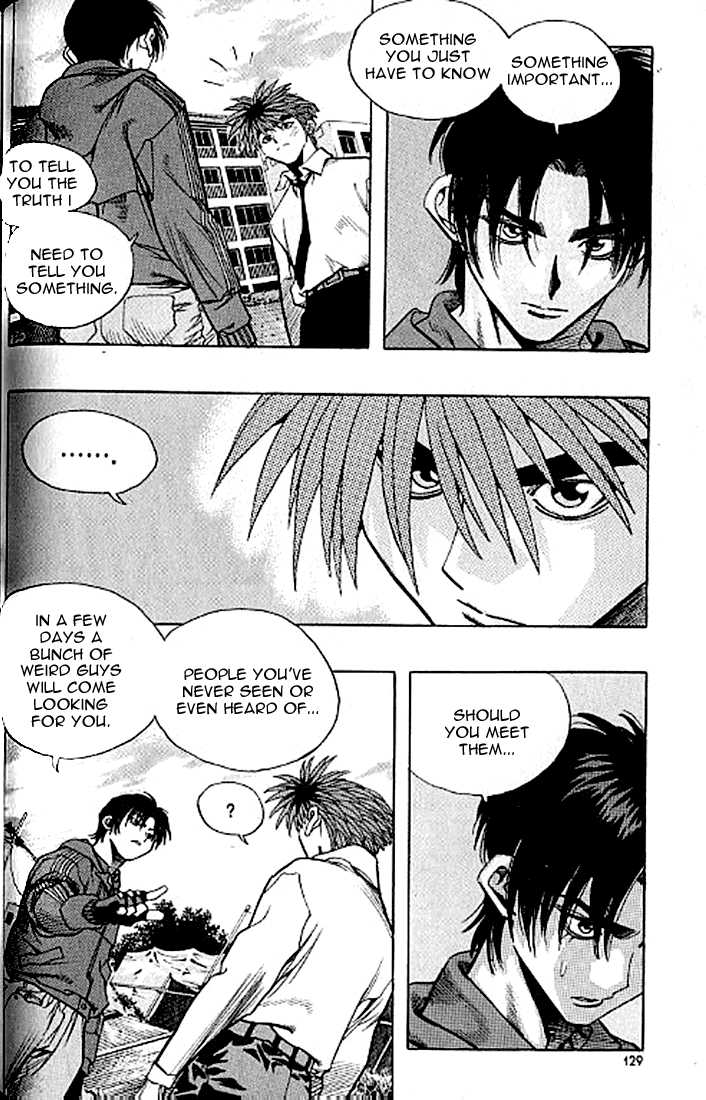 TO TELL
YOU THE
TRUTH I
NEED TO
TELL YOU
SOMETHING.
SOMETHING
YOU JUST
HAVE TO KNOW
SOMETHING
IMPORTANT...
.......
IN A FEW
DAYS A
BUNCH OF
WEIRD GUYS
WILL COME
LOOKING
FOR YOU.
PEOPLE YOU'VE
NEVER SEEN OR
EVEN HEARD OF...
?
SHOULD
YOU MEET
THEM...
129